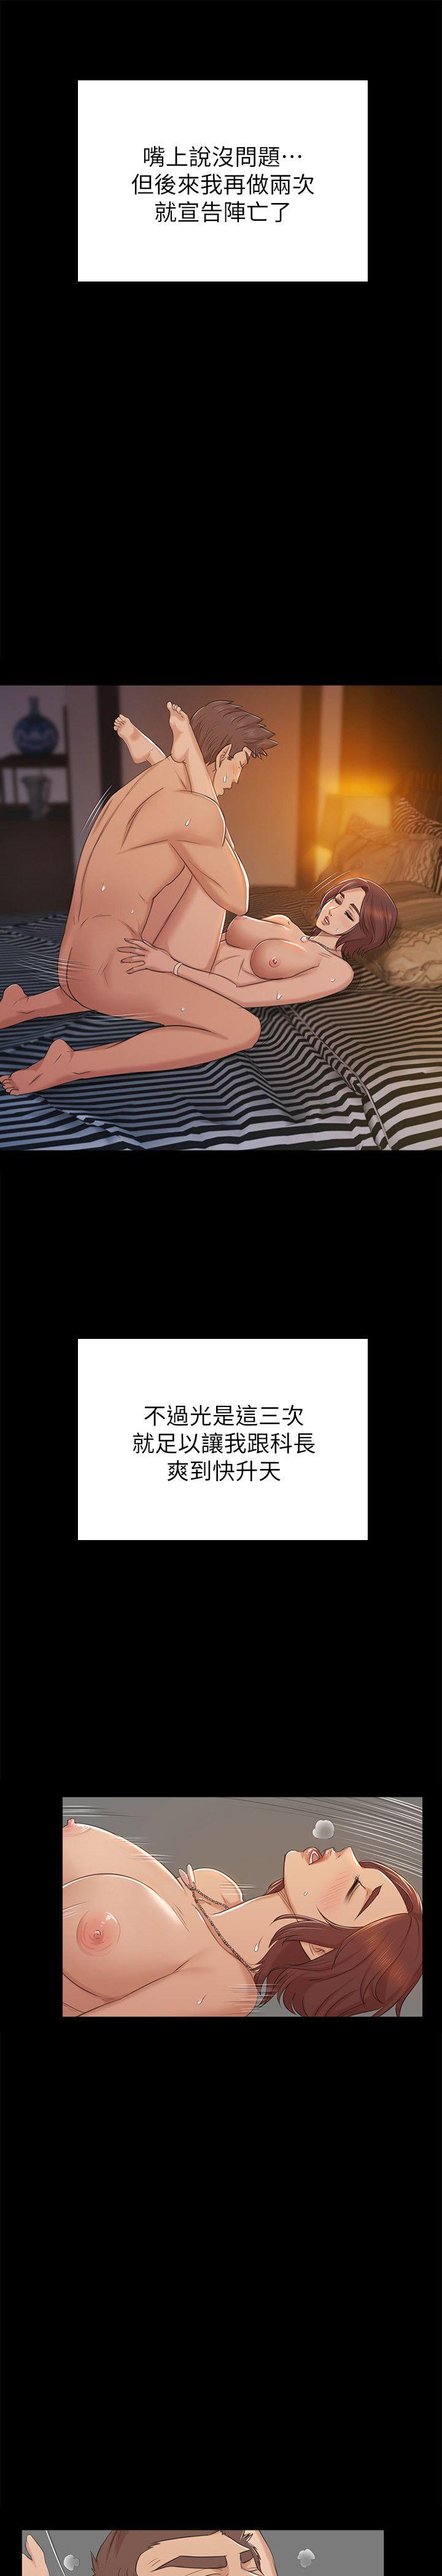 嘴上說沒問題⋯
但後來我再做兩次
就宣告陣亡了
不過光是這三次
就足以讓我跟科長
爽到快升天